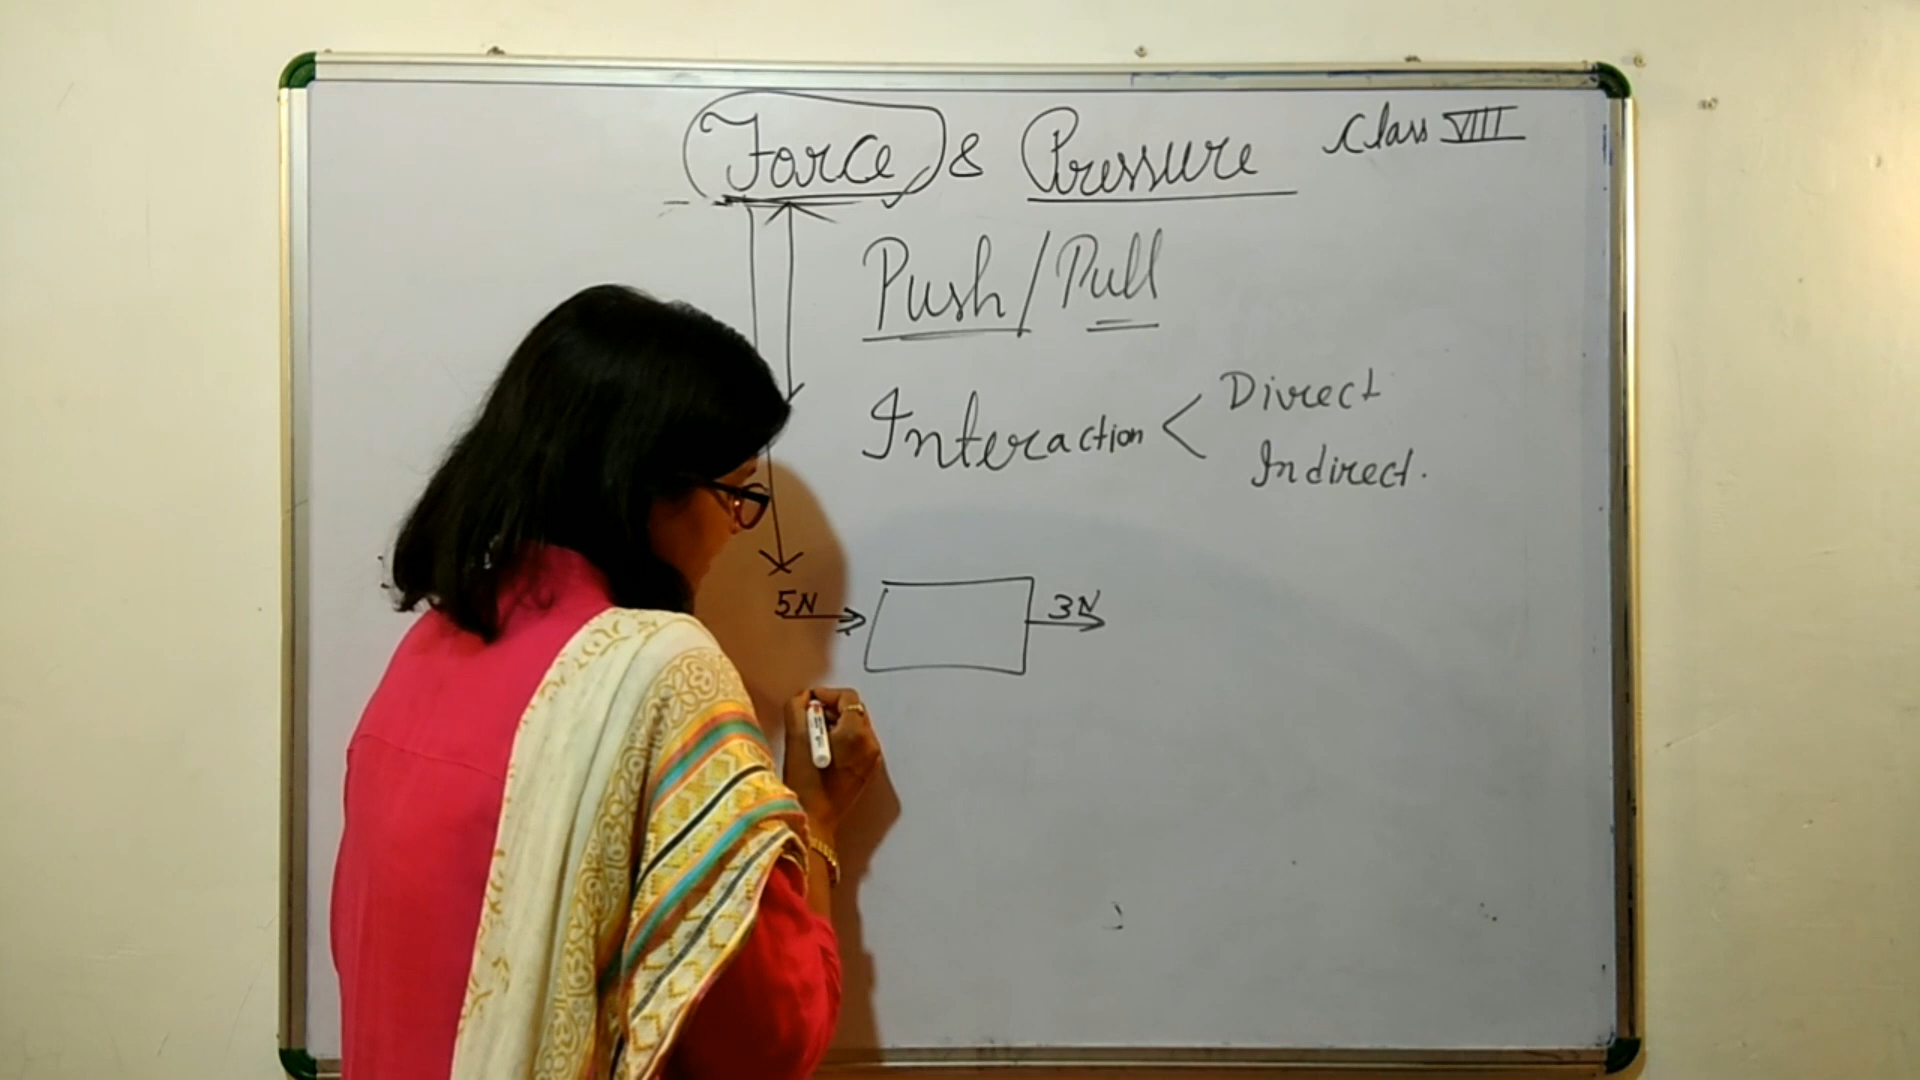 Force & Pressure Class VIII
Push/Pull
Interaction < Direct
Indirect.
5N 3N